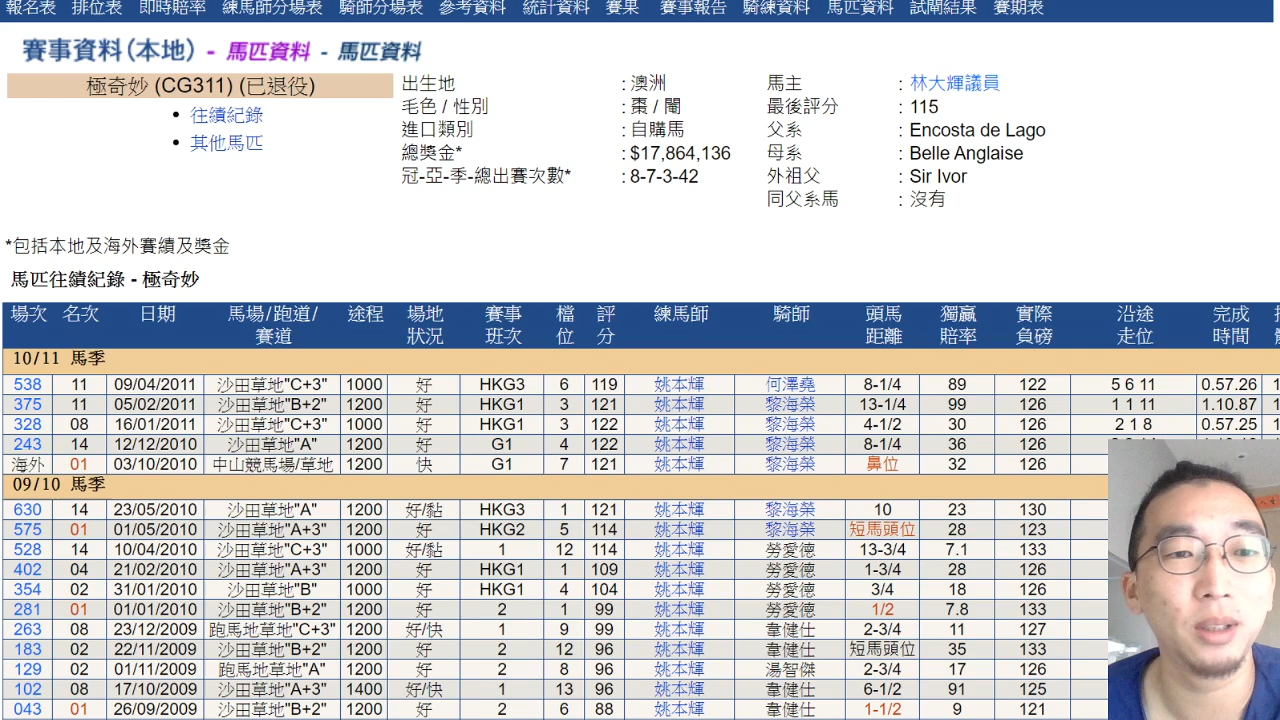 報名表 排位表 即時賠率 練馬師分場表 騎師分場表 參考資料 統計資料 賽果 賽事報告 騎練資料 馬匹資料 試閘結果 賽期表
賽事資料(本地) - 馬匹資料 - 馬匹資料
極奇妙 (CG311) (已退役)
• 往績紀錄
• 其他馬匹
出生地 : 澳洲
毛色 / 性別 : 棗 / 閹
進口類別 : 自購馬
總獎金* : $17,864,136
冠-亞-季-總出賽次數* : 8-7-3-42
馬主 : 林大輝議員
最後評分 : 115
父系 : Encosta de Lago
母系 : Belle Anglaise
外祖父 : Sir Ivor
同父系馬 : 沒有
*包括本地及海外賽績及獎金
馬匹往績紀錄 - 極奇妙
場次 名次 日期 馬場/跑道/賽道 途程 場地狀況 賽事班次 檔位 評分 練馬師 騎師 頭馬距離 獨贏賠率 實際負磅 沿途走位 完成時間
10/11 馬季
538 11 09/04/2011 沙田草地"C+3" 1000 好 HKG3 6 119 姚本輝 何澤堯 8-1/4 89 122 5 6 11 0.57.26
375 11 05/02/2011 沙田草地"B+2" 1200 好 HKG1 3 121 姚本輝 黎海榮 13-1/4 99 126 1 1 11 1.10.87
328 08 16/01/2011 沙田草地"C+3" 1000 好 HKG1 3 122 姚本輝 黎海榮 4-1/2 30 126 2 1 8 0.57.25
243 14 12/12/2010 沙田草地"A" 1200 好 G1 4 122 姚本輝 黎海榮 8-1/4 36 126
海外 01 03/10/2010 中山競馬場/草地 1200 快 G1 7 121 姚本輝 黎海榮 鼻位 32 126
09/10 馬季
630 14 23/05/2010 沙田草地"A" 1200 好/黏 HKG3 1 121 姚本輝 黎海榮 10 23 130
575 01 01/05/2010 沙田草地"A+3" 1200 好 HKG2 5 114 姚本輝 黎海榮 短馬頭位 28 123
528 14 10/04/2010 沙田草地"C+3" 1000 好/黏 1 12 114 姚本輝 勞愛德 13-3/4 7.1 133
402 04 21/02/2010 沙田草地"A+3" 1200 好 HKG1 1 109 姚本輝 勞愛德 1-3/4 28 126
354 02 31/01/2010 沙田草地"B" 1000 好 HKG1 4 104 姚本輝 勞愛德 3/4 18 126
281 01 01/01/2010 沙田草地"B+2" 1200 好 2 1 99 姚本輝 勞愛德 1/2 7.8 133
263 08 23/12/2009 跑馬地草地"C+3" 1200 好/快 1 9 99 姚本輝 韋健仕 2-3/4 11 127
183 02 22/11/2009 沙田草地"B+2" 1200 好 2 12 96 姚本輝 韋健仕 短馬頭位 35 133
129 02 01/11/2009 跑馬地草地"A" 1200 好 2 8 96 姚本輝 湯智傑 2-3/4 17 126
102 08 17/10/2009 沙田草地"A+3" 1400 好/快 1 13 96 姚本輝 韋健仕 6-1/2 91 125
043 01 26/09/2009 沙田草地"B+2" 1200 好 2 6 88 姚本輝 韋健仕 1-1/2 9 121